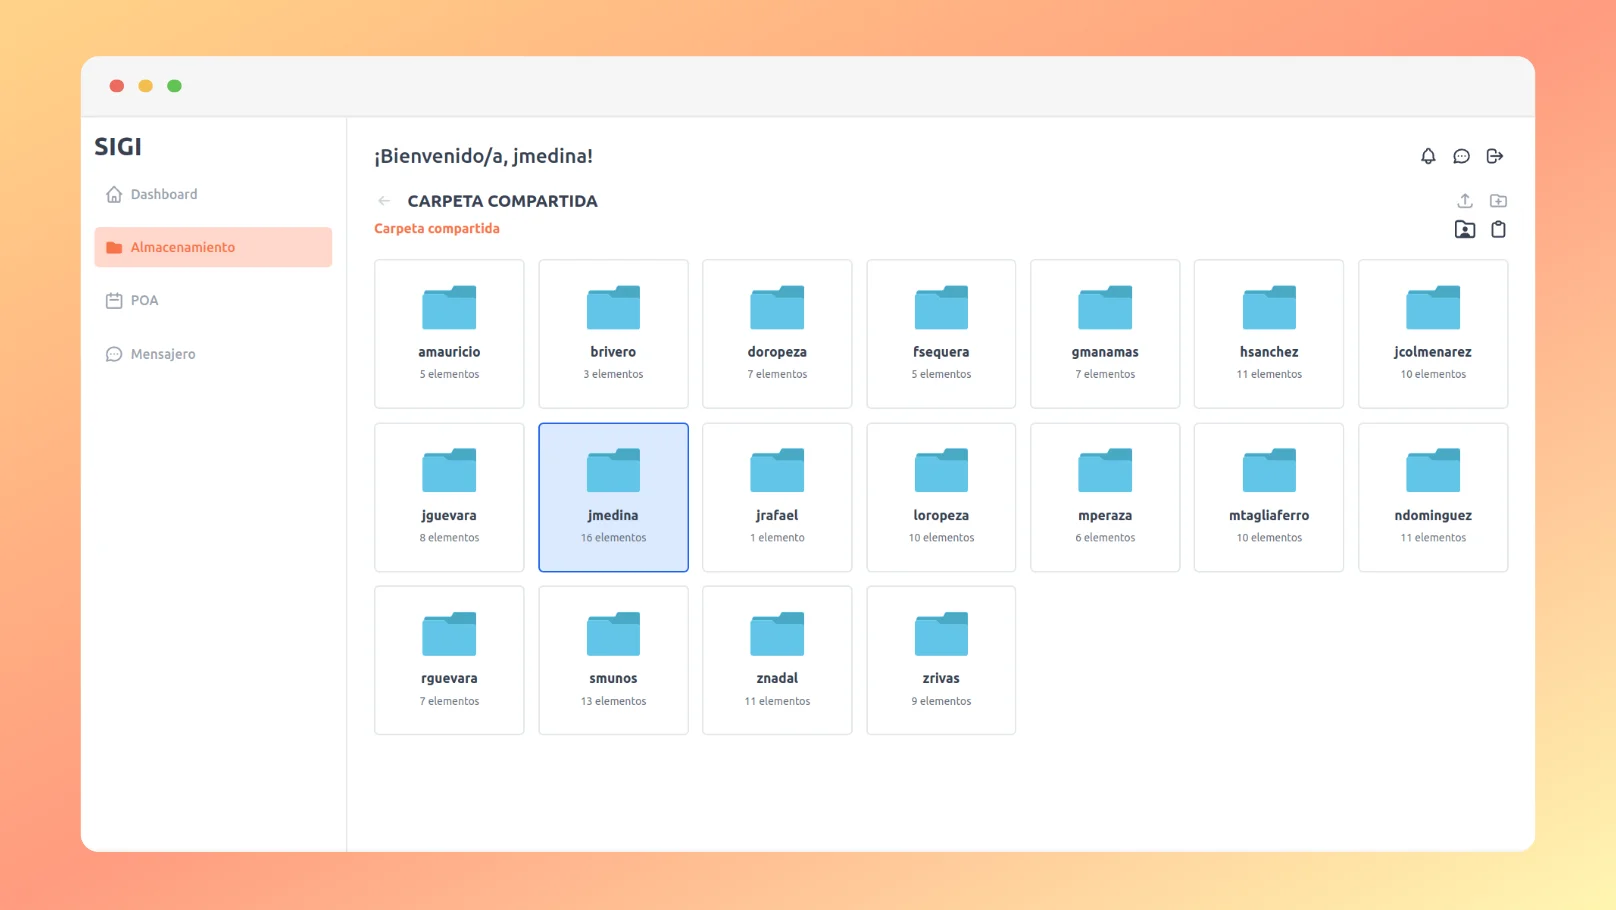 SIGI
Dashboard
Almacenamiento
POA
Mensajero
¡Bienvenido/a, jmedina!
CARPETA COMPARTIDA
Carpeta compartida
amauricio
5 elementos
brivero
3 elementos
doropeza
7 elementos
fsequera
5 elementos
gmanamas
7 elementos
hsanchez
11 elementos
jcolmenarez
10 elementos
jguevara
8 elementos
jmedina
16 elementos
jrafael
1 elemento
loropeza
10 elementos
mperaza
6 elementos
mtagliaferro
10 elementos
ndominguez
11 elementos
rguevara
7 elementos
smunos
13 elementos
znadal
11 elementos
zrivas
9 elementos